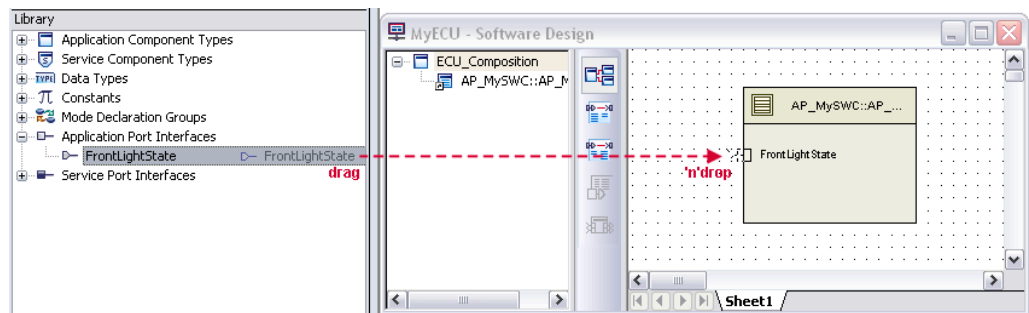 Library
Application Component Types
Service Component Types
TYPE Data Types
Constants
Mode Declaration Groups
Application Port Interfaces
FrontLightState FrontLightState
drag
Service Port Interfaces
MyECU - Software Design
ECU_Composition
AP_MySWC::AP_M
AP_MySWC::AP_...
FrontLightState
'n'drop
Sheet1